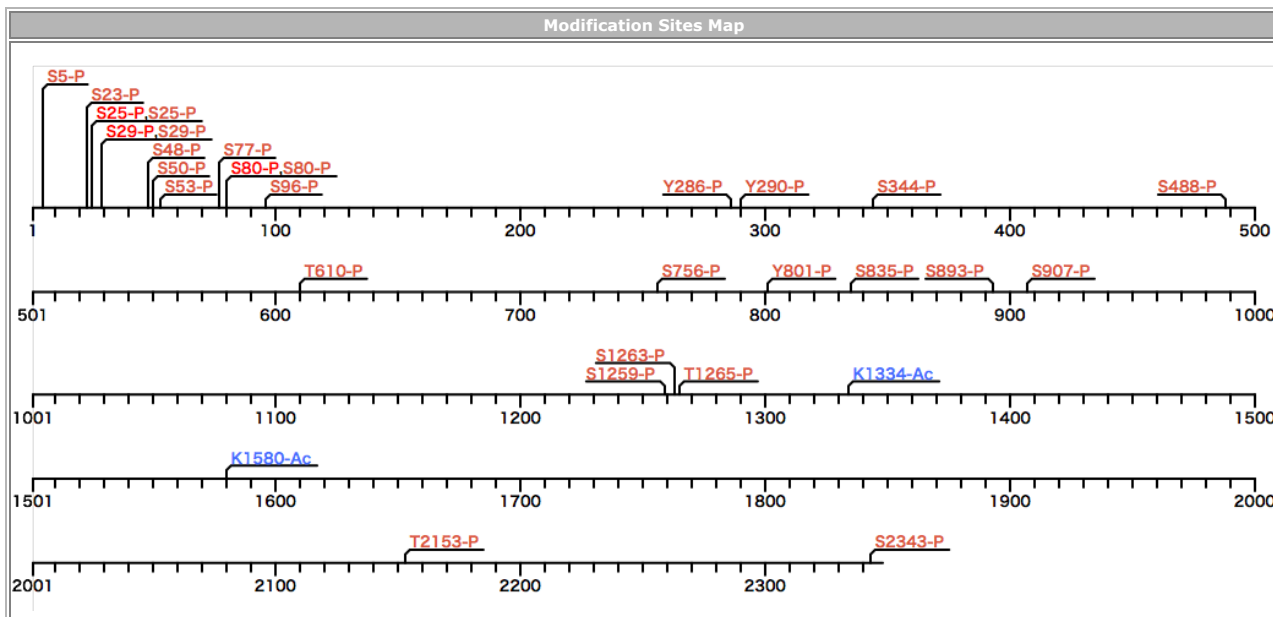 Modification Sites Map
S5-P
S23-P
S25-P,S25-P
S29-P,S29-P
S48-P S77-P
S50-P S80-P,S80-P
S53-P S96-P Y286-P Y290-P S344-P S488-P
1 100 200 300 400 500
T610-P S756-P Y801-P S835-P S893-P S907-P
501 600 700 800 900 1000
S1263-P
S1259-P T1265-P K1334-Ac
1001 1100 1200 1300 1400 1500
K1580-Ac
1501 1600 1700 1800 1900 2000
T2153-P S2343-P
2001 2100 2200 2300